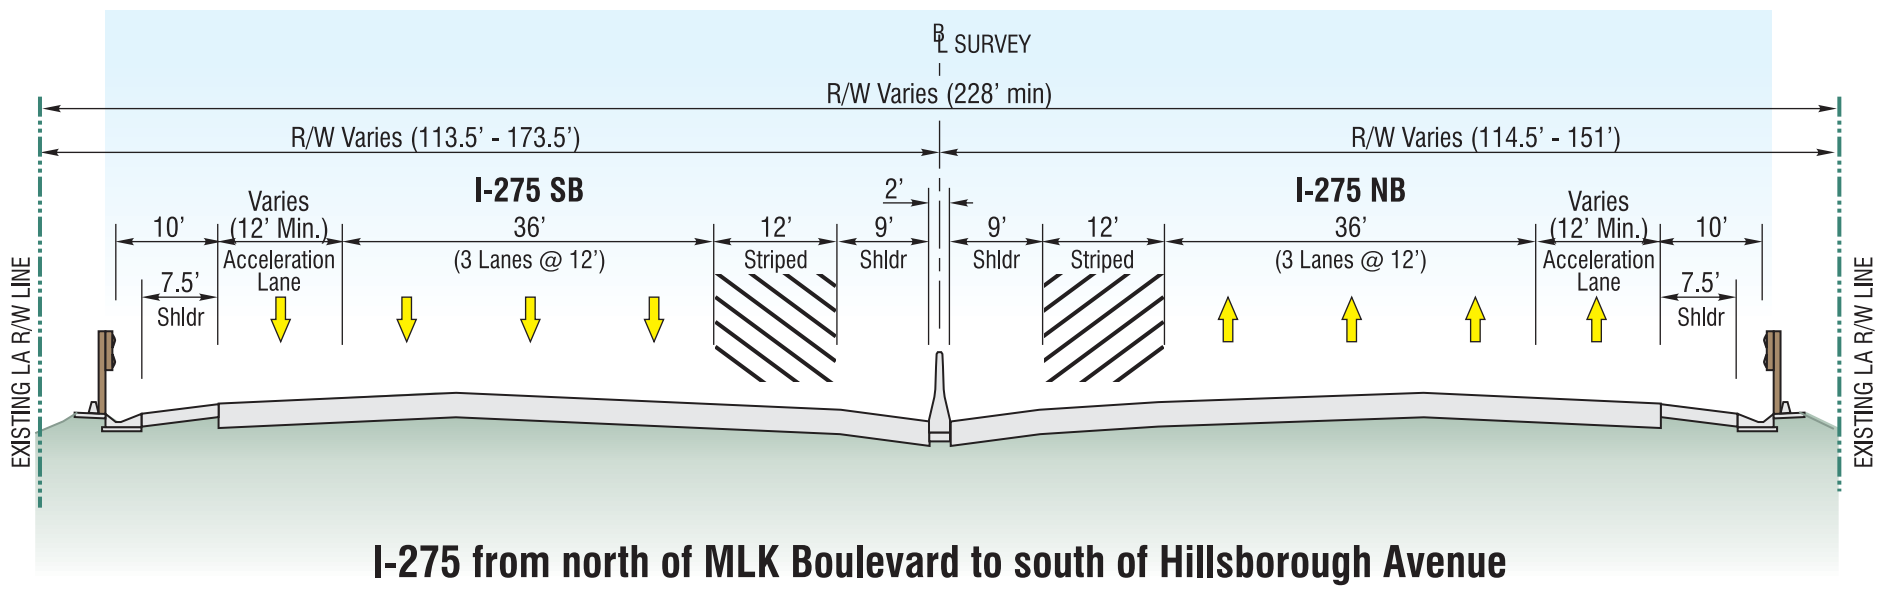 BL SURVEY
R/W Varies (228’ min)
R/W Varies (113.5’ - 173.5’)
R/W Varies (114.5’ - 151’)
I-275 SB
2’
I-275 NB
Varies
(12’ Min.)
Varies
(12’ Min.)
10’
36’
12’
9’
9’
12’
36’
10’
Acceleration
Lane
(3 Lanes @ 12’)
Striped
Shldr
Shldr
Striped
(3 Lanes @ 12’)
Acceleration
Lane
7.5’
Shldr
7.5’
Shldr
EXISTING LA R/W LINE
EXISTING LA R/W LINE
I-275 from north of MLK Boulevard to south of Hillsborough Avenue